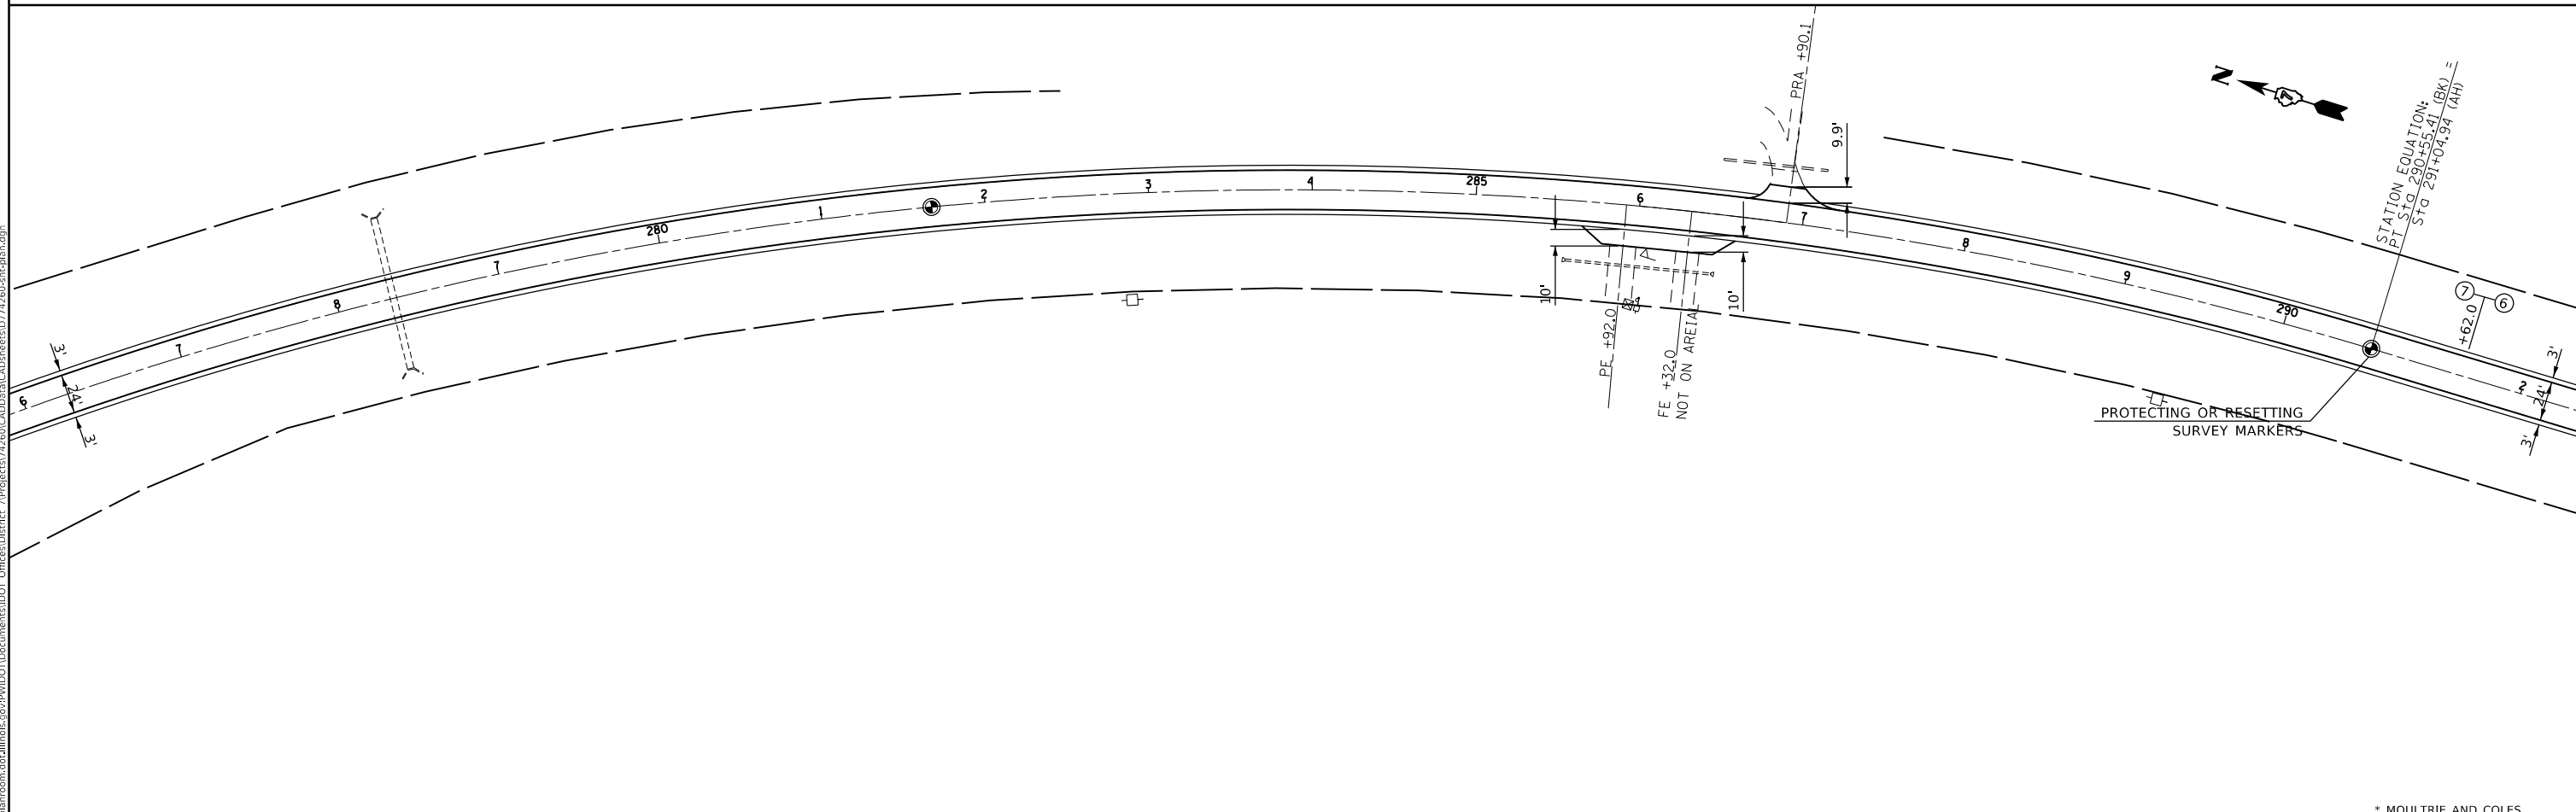 6
7
8
7
280
1
2
3
4
285
6
7
8
9
290
2
3'
24'
3'
PRA +90.1
9.9'
10'
10'
PE +92.0
FE +32.0
NOT ON AREIAL
N
STATION EQUATION:
PT Sta 290+55.41 (BK) =
Sta 291+04.94 (AH)
7
6
+62.0
3'
24'
3'
PROTECTING OR RESETTING
SURVEY MARKERS
* MOULTRIE AND COLES